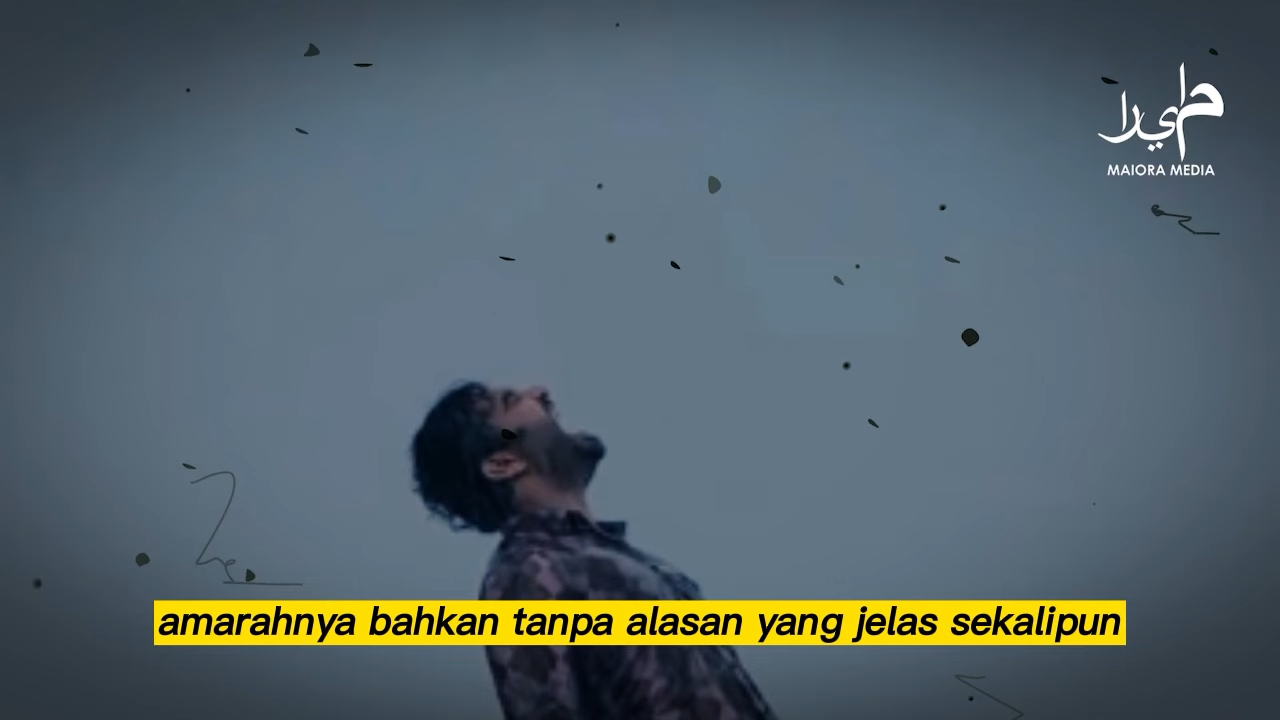 مايرا
MAIORA MEDIA
amarahnya bahkan tanpa alasan yang jelas sekalipun